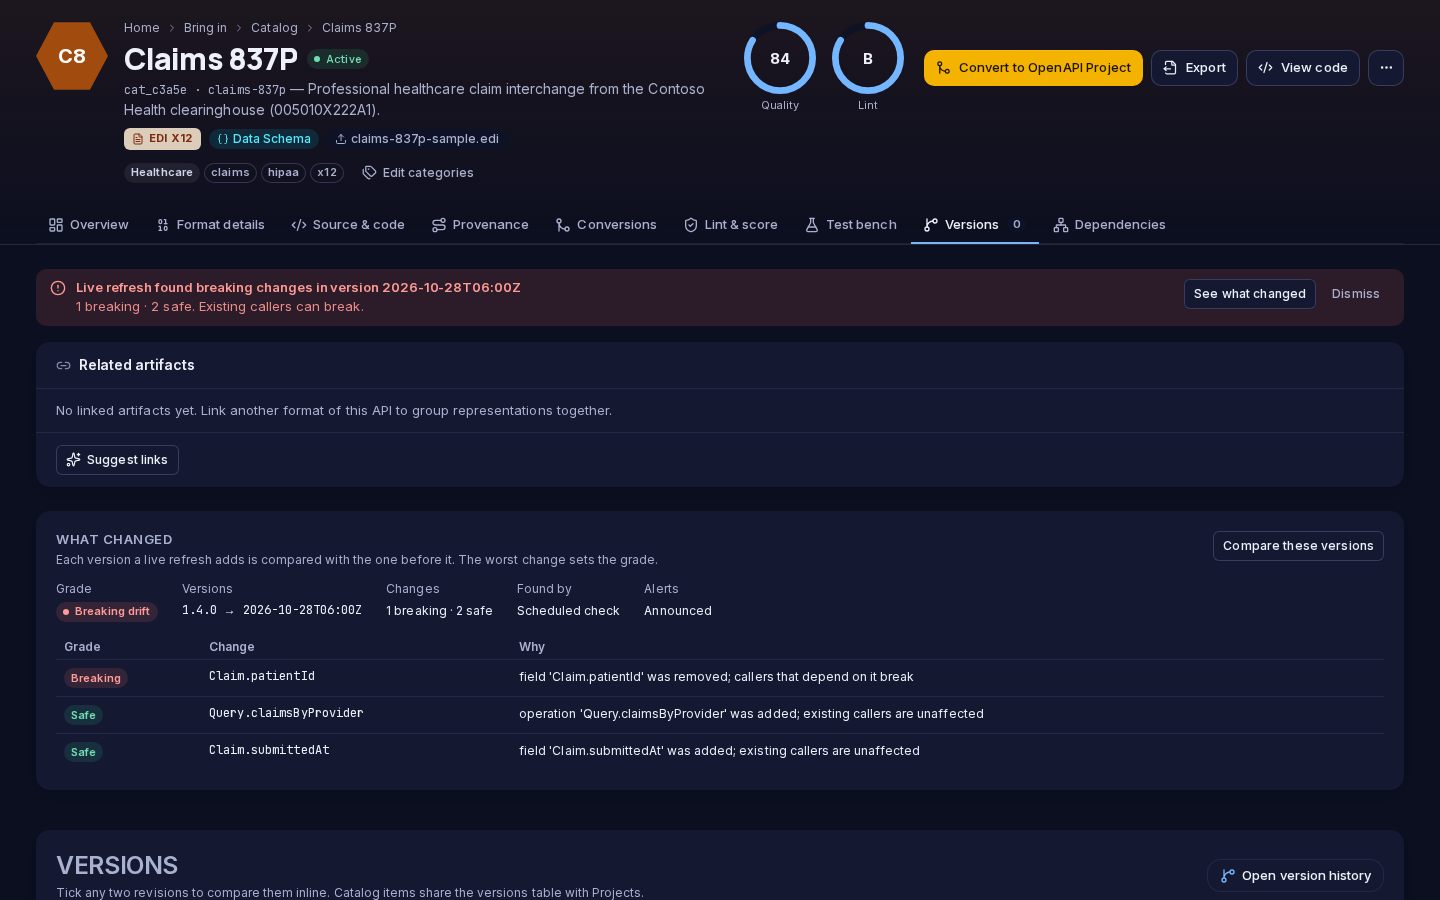 Home > Bring in > Catalog > Claims 837P
C8
Claims 837P
Active
cat_c3a5e · claims-837p — Professional healthcare claim interchange from the Contoso
Health clearinghouse (005010X222A1).
EDI X12
{} Data Schema
claims-837p-sample.edi
Healthcare
claims
hipaa
x12
Edit categories
84
Quality
B
Lint
Convert to OpenAPI Project
Export
View code
···
Overview
Format details
Source & code
Provenance
Conversions
Lint & score
Test bench
Versions 0
Dependencies
Live refresh found breaking changes in version 2026-10-28T06:00Z
1 breaking · 2 safe. Existing callers can break.
See what changed
Dismiss
Related artifacts
No linked artifacts yet. Link another format of this API to group representations together.
Suggest links
WHAT CHANGED
Each version a live refresh adds is compared with the one before it. The worst change sets the grade.
Compare these versions
Grade Versions Changes Found by Alerts
Breaking drift 1.4.0 → 2026-10-28T06:00Z 1 breaking · 2 safe Scheduled check Announced
Grade Change Why
Breaking Claim.patientId field 'Claim.patientId' was removed; callers that depend on it break
Safe Query.claimsByProvider operation 'Query.claimsByProvider' was added; existing callers are unaffected
Safe Claim.submittedAt field 'Claim.submittedAt' was added; existing callers are unaffected
VERSIONS
Tick any two revisions to compare them inline. Catalog items share the versions table with Projects.
Open version history